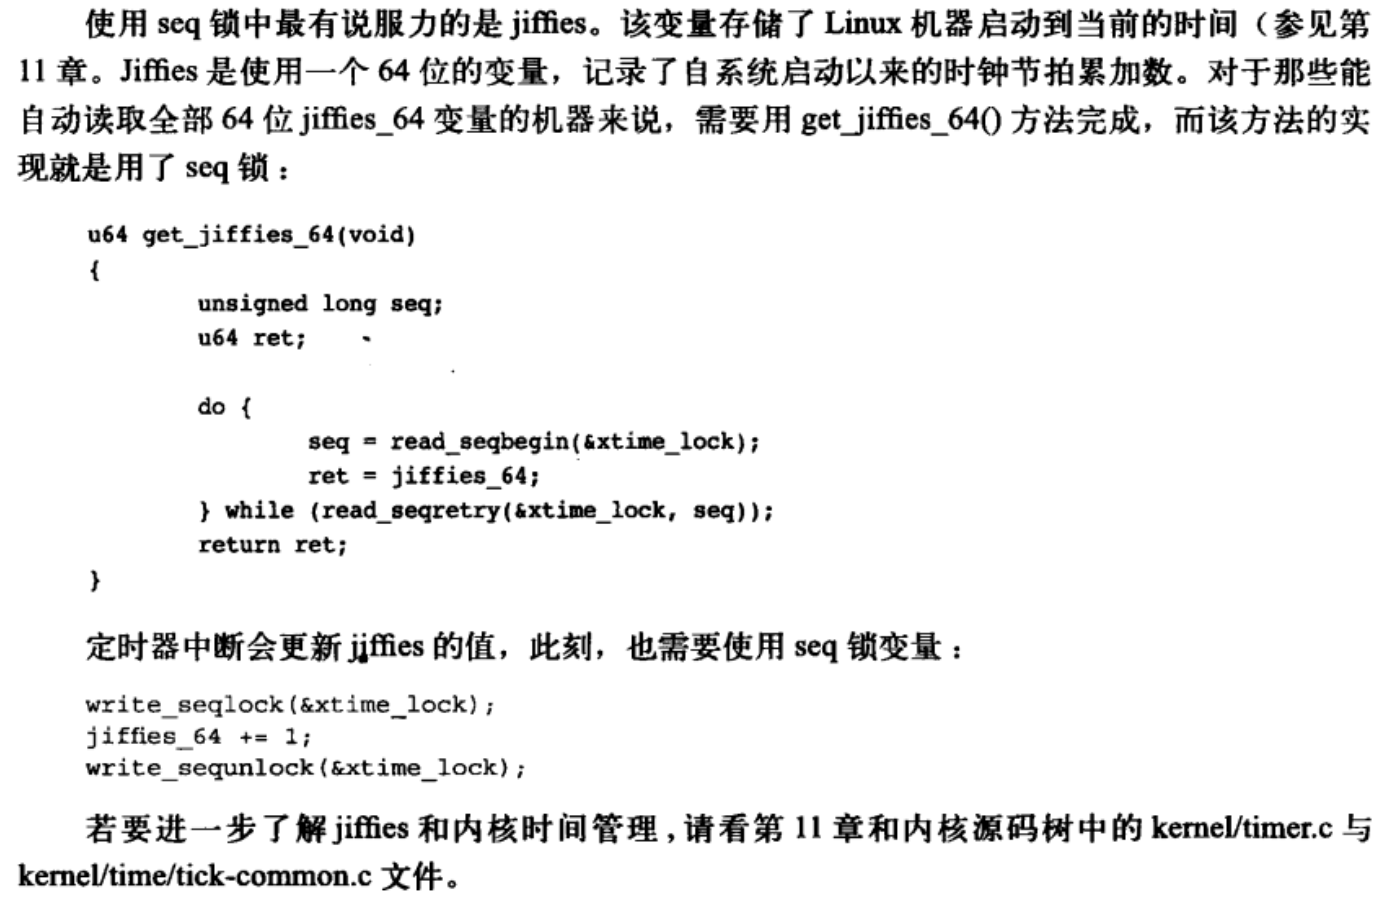 使用 seq 锁中最有说服力的是 jiffies。该变量存储了 Linux 机器启动到当前的时间（参见第
11 章。Jiffies 是使用一个 64 位的变量，记录了自系统启动以来的时钟节拍累加数。对于那些能
自动读取全部 64 位 jiffies_64 变量的机器来说，需要用 get_jiffies_64() 方法完成，而该方法的实
现就是用了 seq 锁：
u64 get_jiffies_64(void)
{
unsigned long seq;
u64 ret;
do {
seq = read_seqbegin(&xtime_lock);
ret = jiffies_64;
} while (read_seqretry(&xtime_lock, seq));
return ret;
}
定时器中断会更新 jiffies 的值，此刻，也需要使用 seq 锁变量：
write_seqlock(&xtime_lock);
jiffies_64 += 1;
write_sequnlock(&xtime_lock);
若要进一步了解 jiffies 和内核时间管理，请看第 11 章和内核源码树中的 kernel/timer.c 与
kernel/time/tick-common.c 文件。